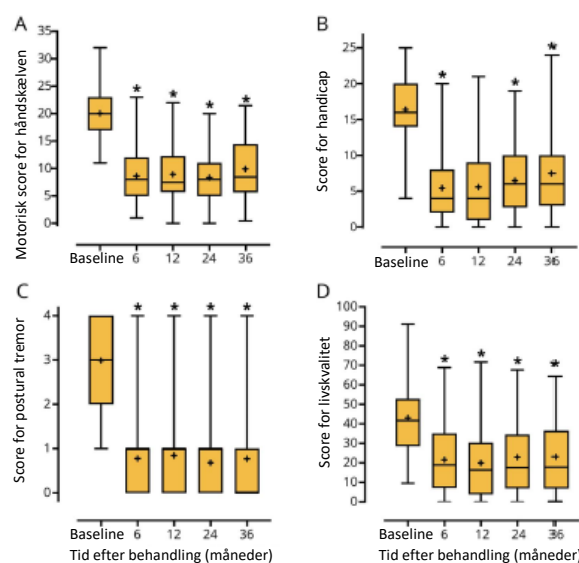 A
Motorisk score for håndskælven
35
30
25
20
15
10
5
0
* * * *
Baseline 6 12 24 36
B
Score for handicap
25
20
15
10
5
0
* * *
Baseline 6 12 24 36
C
Score for postural tremor
4
3
2
1
0
* * * *
Baseline 6 12 24 36
Tid efter behandling (måneder)
D
Score for livskvalitet
100
90
80
70
60
50
40
30
20
10
0
* * * *
Baseline 6 12 24 36
Tid efter behandling (måneder)